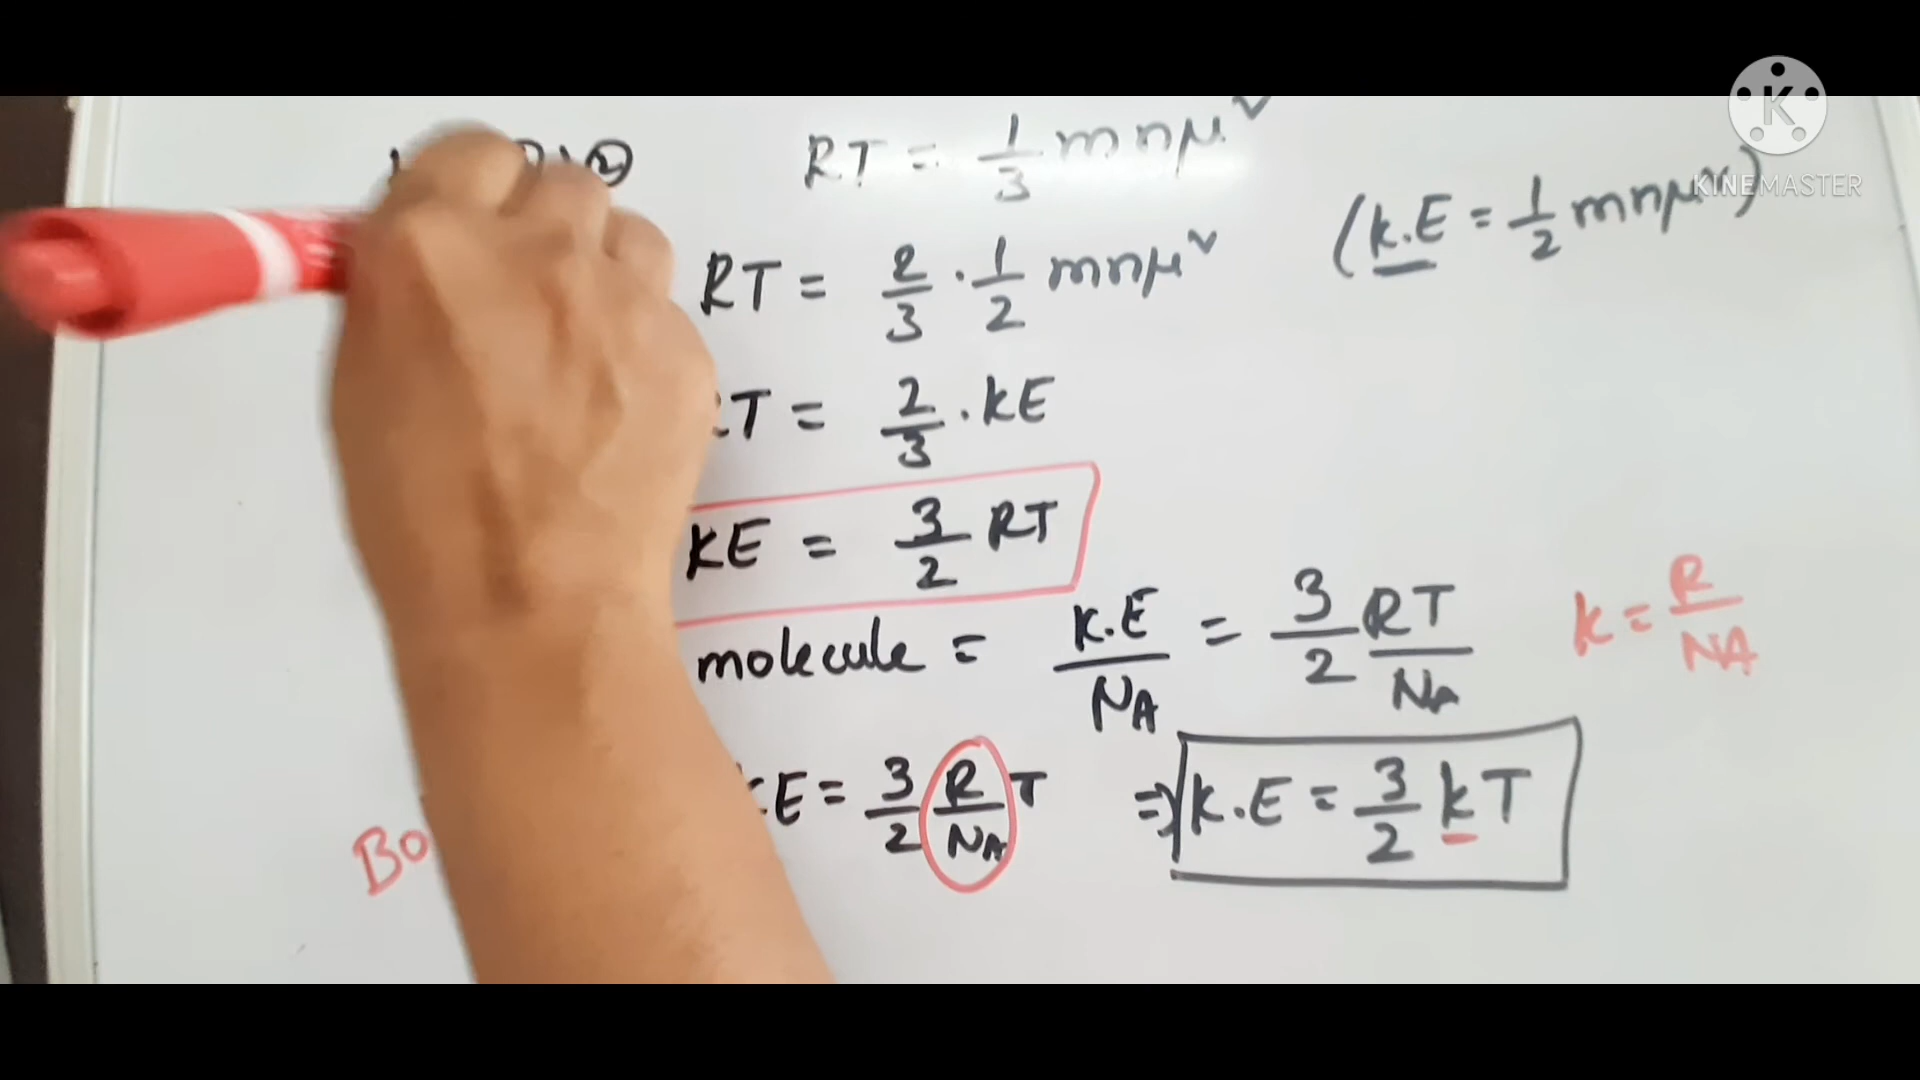 ②
RT = 1/3 mnμ²
(K.E = 1/2 mnμ²)
RT = 2/3 · 1/2 mnμ²
T = 2/3 · KE
KE = 3/2 RT
molecule = K.E/NA = 3/2 RT/NA
k = R/NA
E = 3/2 R/NA T ⇒ K.E = 3/2 kT
K
KINEMASTER